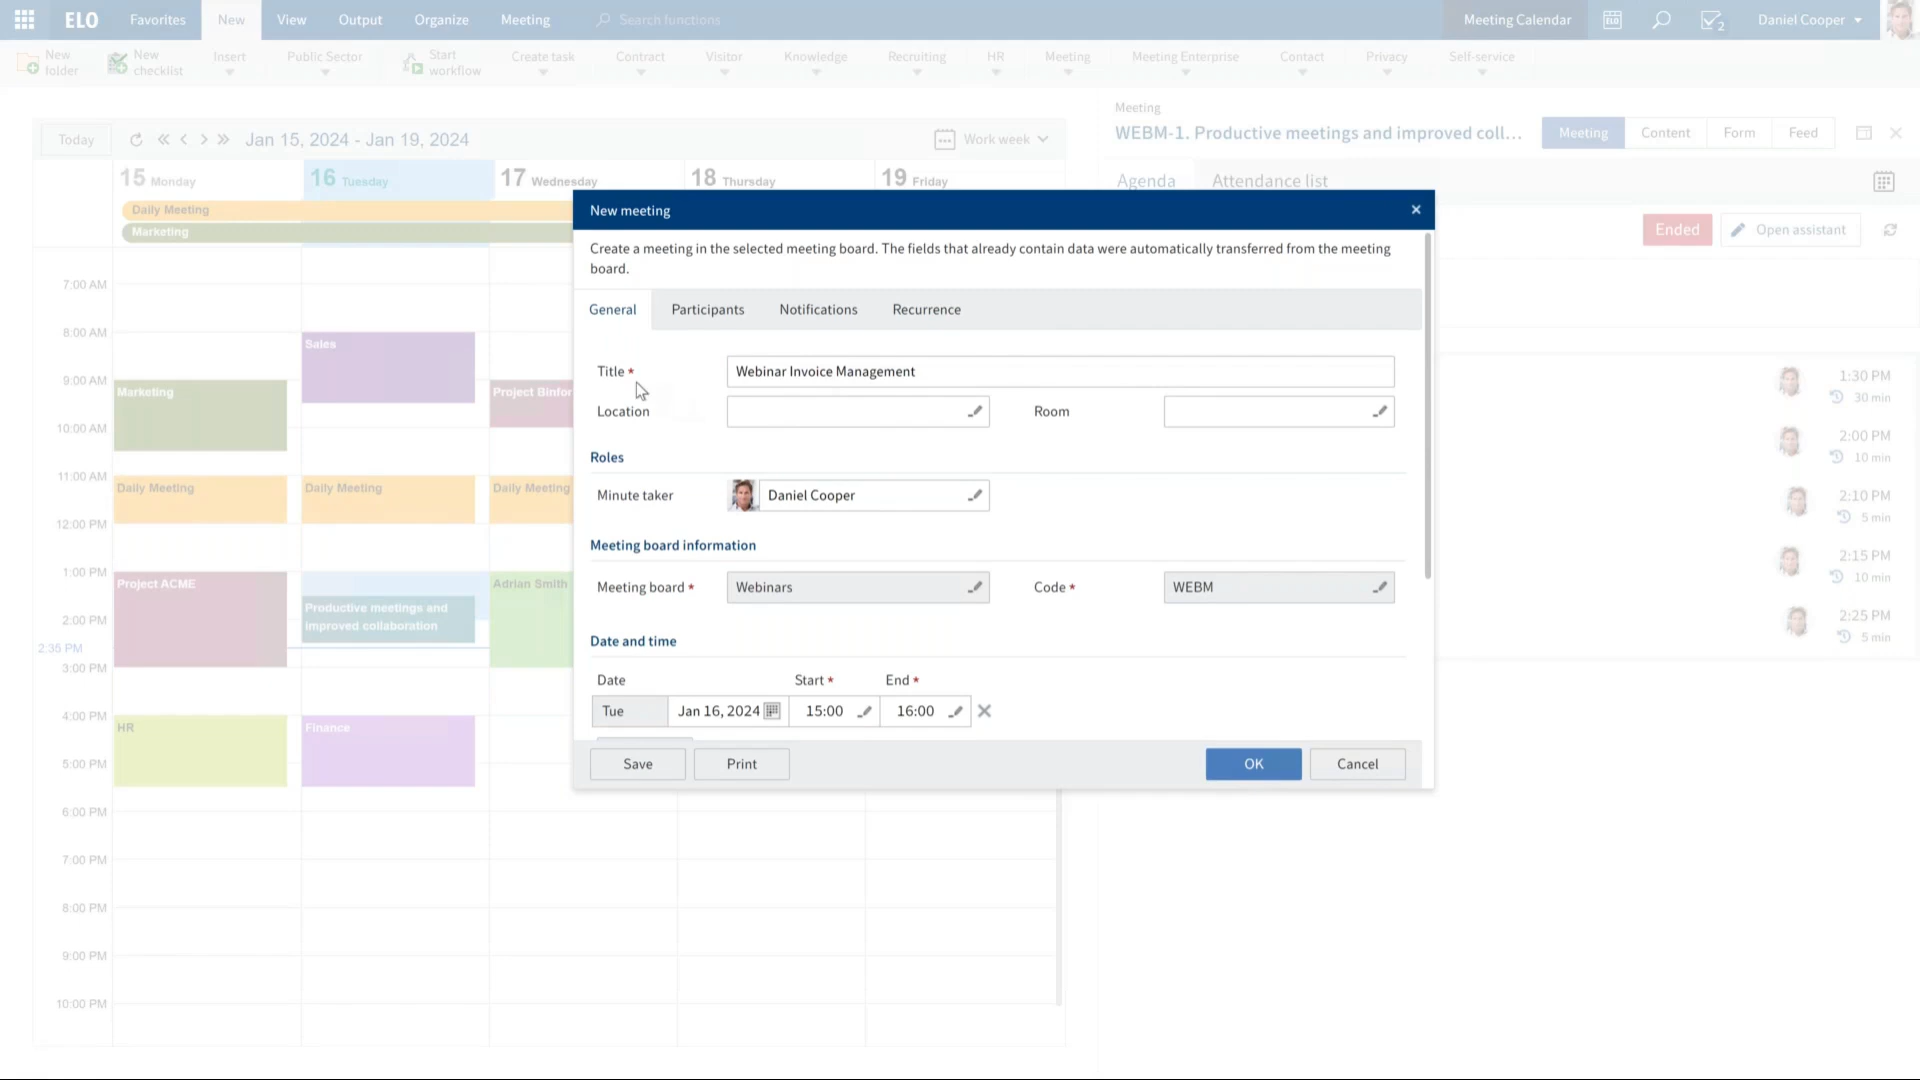 ELO
Favorites
New
View
Output
Organize
Meeting
Search functions
Meeting Calendar
ELO
2
Daniel Cooper
New folder
New checklist
Insert
Public Sector
Start workflow
Create task
Contract
Visitor
Knowledge
Recruiting
HR
Meeting
Meeting Enterprise
Contact
Privacy
Self-service
Today
Jan 15, 2024 - Jan 19, 2024
Work week
15 Monday
16 Tuesday
17 Wednesday
18 Thursday
19 Friday
Daily Meeting
Marketing
7:00 AM
8:00 AM
9:00 AM
10:00 AM
11:00 AM
12:00 PM
1:00 PM
2:00 PM
2:35 PM
3:00 PM
4:00 PM
5:00 PM
6:00 PM
7:00 PM
8:00 PM
9:00 PM
10:00 PM
Marketing
Daily Meeting
Project ACME
HR
Sales
Daily Meeting
Productive meetings and
improved collaboration
Finance
Project Binfor
Daily Meeting
Adrian Smith
Meeting
WEBM-1. Productive meetings and improved coll...
Meeting
Content
Form
Feed
Agenda
Attendance list
Ended
Open assistant
1:30 PM
30 min
2:00 PM
10 min
2:10 PM
5 min
2:15 PM
10 min
2:25 PM
5 min
New meeting
Create a meeting in the selected meeting board. The fields that already contain data were automatically transferred from the meeting
board.
General
Participants
Notifications
Recurrence
Title *
Webinar Invoice Management
Location
Room
Roles
Minute taker
Daniel Cooper
Meeting board information
Meeting board *
Webinars
Code *
WEBM
Date and time
Date
Start *
End *
Tue
Jan 16, 2024
15:00
16:00
Save
Print
OK
Cancel